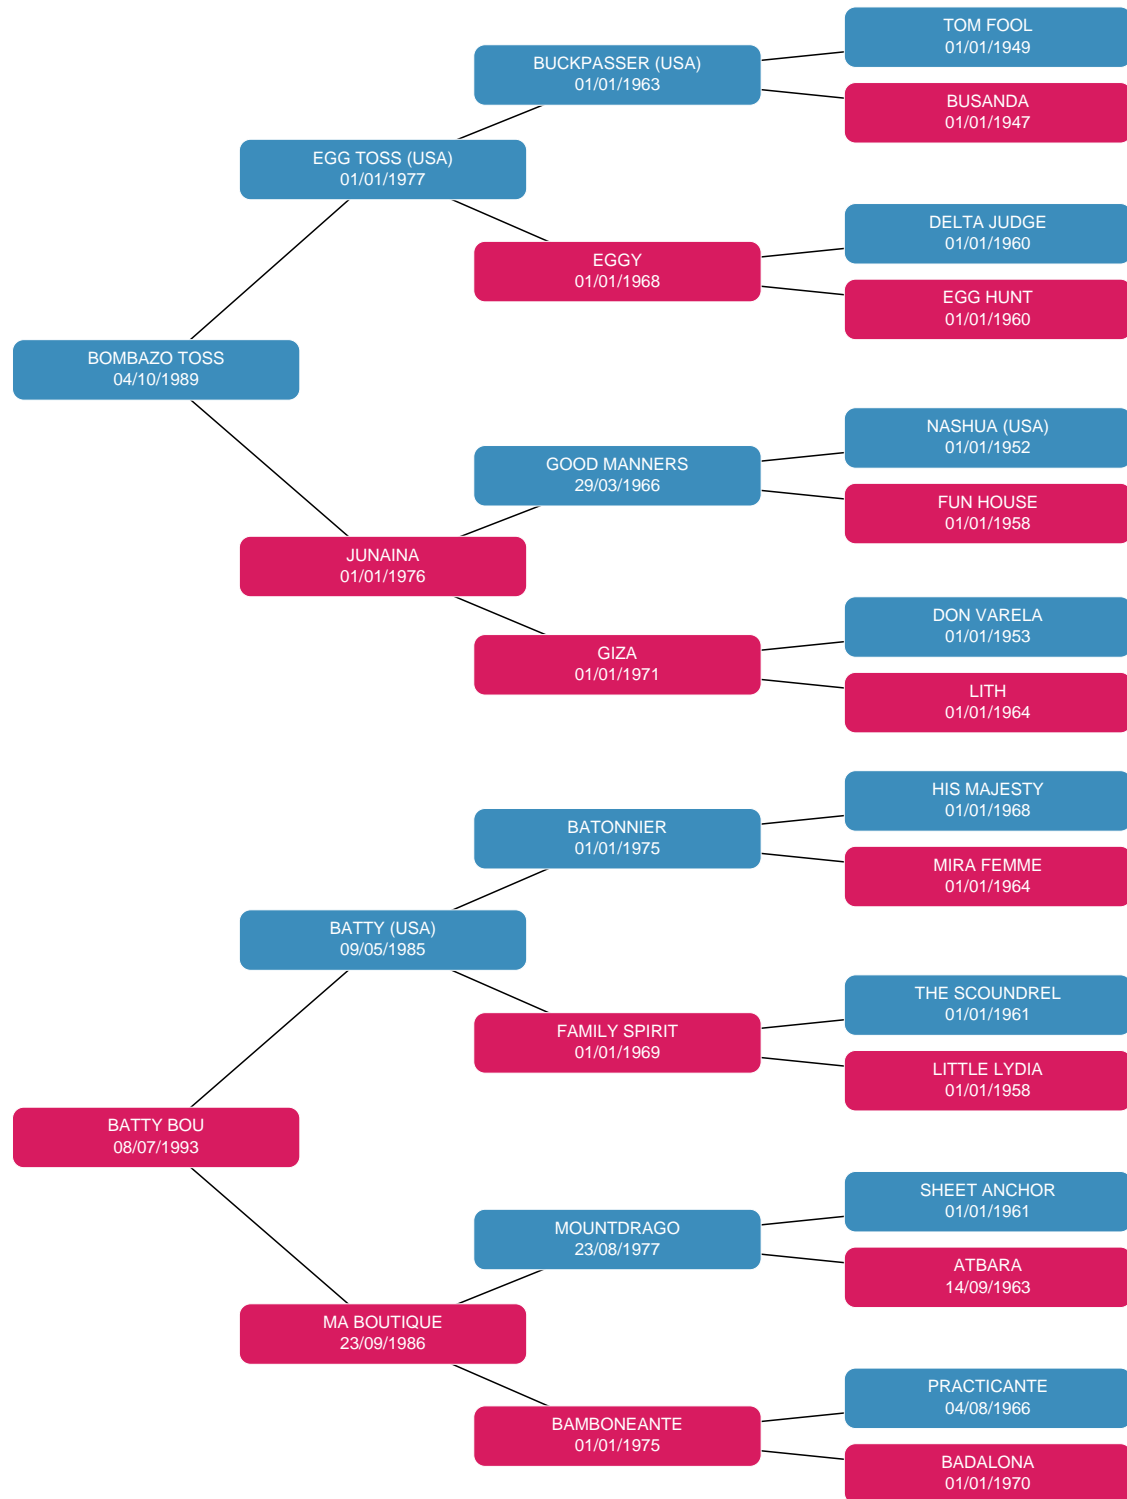 TOM FOOL
01/01/1949
BUCKPASSER (USA)
01/01/1963
BUSANDA
01/01/1947
EGG TOSS (USA)
01/01/1977
DELTA JUDGE
01/01/1960
EGGY
01/01/1968
EGG HUNT
01/01/1960
BOMBAZO TOSS
04/10/1989
NASHUA (USA)
01/01/1952
GOOD MANNERS
29/03/1966
FUN HOUSE
01/01/1958
JUNAINA
01/01/1976
DON VARELA
01/01/1953
GIZA
01/01/1971
LITH
01/01/1964
HIS MAJESTY
01/01/1968
BATONNIER
01/01/1975
MIRA FEMME
01/01/1964
BATTY (USA)
09/05/1985
THE SCOUNDREL
01/01/1961
FAMILY SPIRIT
01/01/1969
LITTLE LYDIA
01/01/1958
BATTY BOU
08/07/1993
SHEET ANCHOR
01/01/1961
MOUNTDRAGO
23/08/1977
ATBARA
14/09/1963
MA BOUTIQUE
23/09/1986
PRACTICANTE
04/08/1966
BAMBONEANTE
01/01/1975
BADALONA
01/01/1970